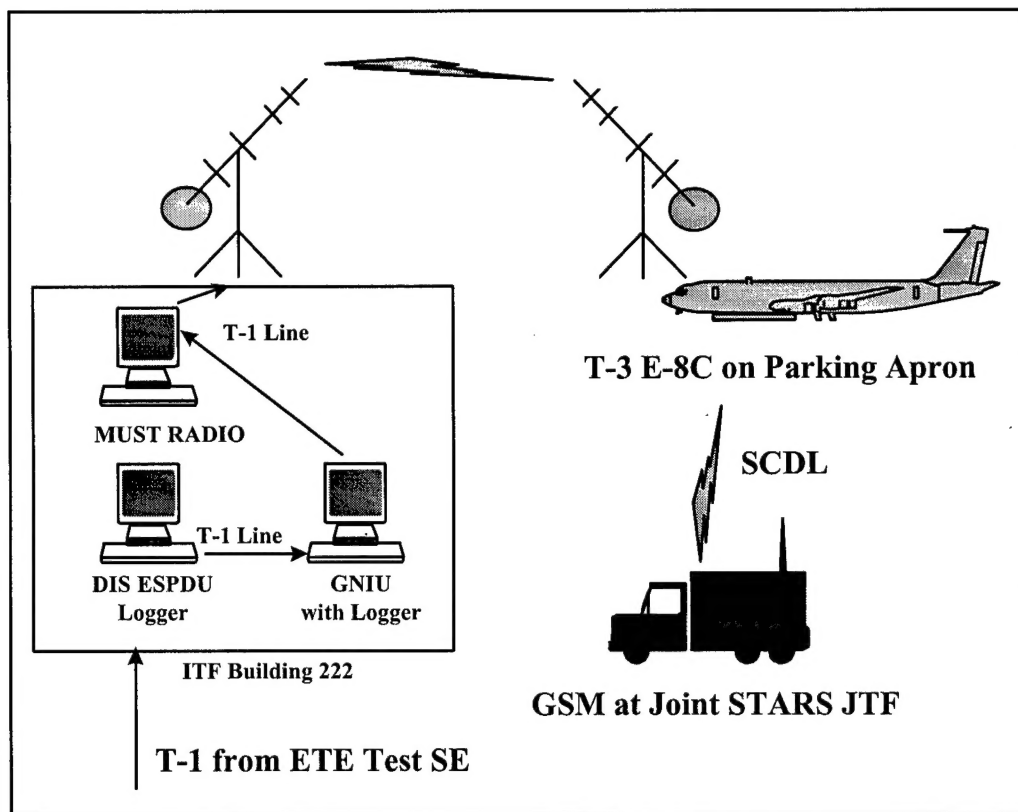 T-1 Line
MUST RADIO
T-1 Line
DIS ESPDU
Logger
GNIU
with Logger
ITF Building 222
T-1 from ETE Test SE
T-3 E-8C on Parking Apron
SCDL
GSM at Joint STARS JTF